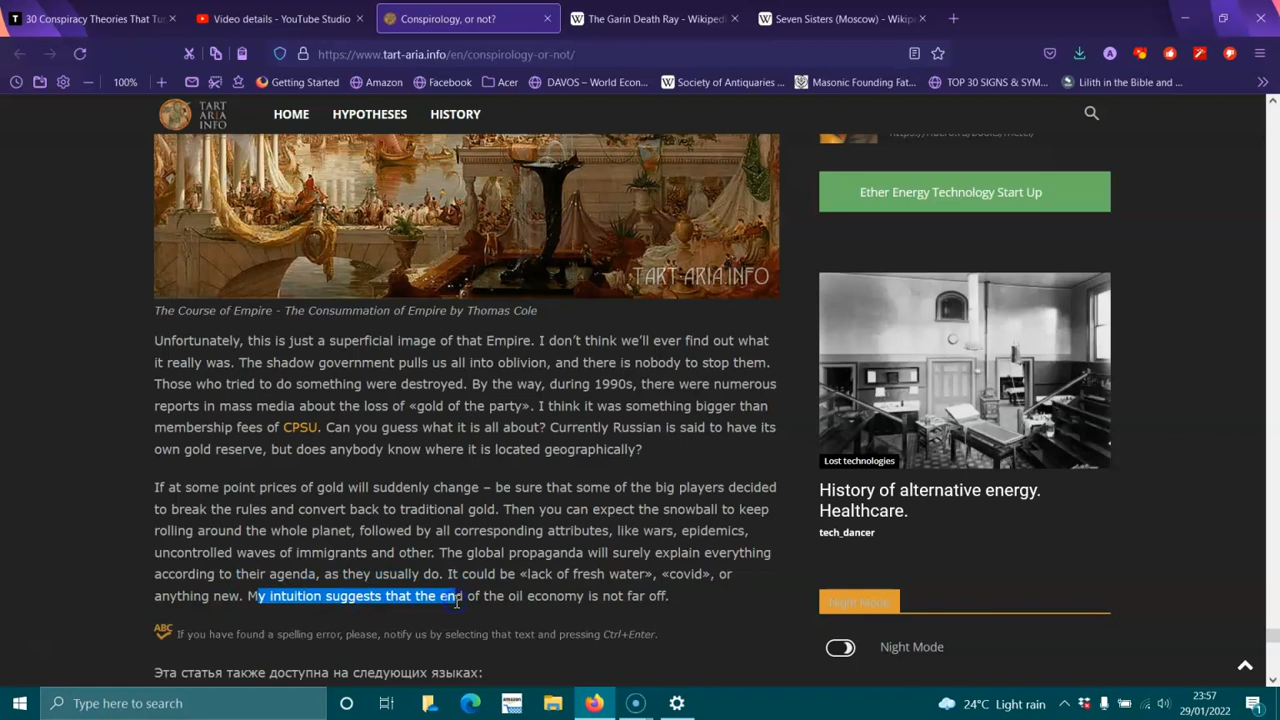 30 Conspiracy Theories That Tu
Video details - YouTube Studio
Conspirology, or not?
The Garin Death Ray - Wikiped
Seven Sisters (Moscow) - Wikip
https://www.tart-aria.info/en/conspirology-or-not/
100%
Getting Started
Amazon
Facebook
Acer
DAVOS – World Econ...
Society of Antiquaries ...
Masonic Founding Fat...
TOP 30 SIGNS & SYM...
Lilith in the Bible and ...
TART
ARIA
INFO
HOME
HYPOTHESES
HISTORY
TART-ARIA.INFO
The Course of Empire - The Consummation of Empire by Thomas Cole
Unfortunately, this is just a superficial image of that Empire. I don't think we'll ever find out what
it really was. The shadow government pulls us all into oblivion, and there is nobody to stop them.
Those who tried to do something were destroyed. By the way, during 1990s, there were numerous
reports in mass media about the loss of «gold of the party». I think it was something bigger than
membership fees of CPSU. Can you guess what it is all about? Currently Russian is said to have its
own gold reserve, but does anybody know where it is located geographically?
If at some point prices of gold will suddenly change – be sure that some of the big players decided
to break the rules and convert back to traditional gold. Then you can expect the snowball to keep
rolling around the whole planet, followed by all corresponding attributes, like wars, epidemics,
uncontrolled waves of immigrants and other. The global propaganda will surely explain everything
according to their agenda, as they usually do. It could be «lack of fresh water», «covid», or
anything new. My intuition suggests that the end of the oil economy is not far off.
ABC
If you have found a spelling error, please, notify us by selecting that text and pressing Ctrl+Enter.
Эта статья также доступна на следующих языках:
Ether Energy Technology Start Up
Lost technologies
History of alternative energy.
Healthcare.
tech_dancer
Night Mode
Night Mode
Type here to search
24°C Light rain
23:57
29/01/2022